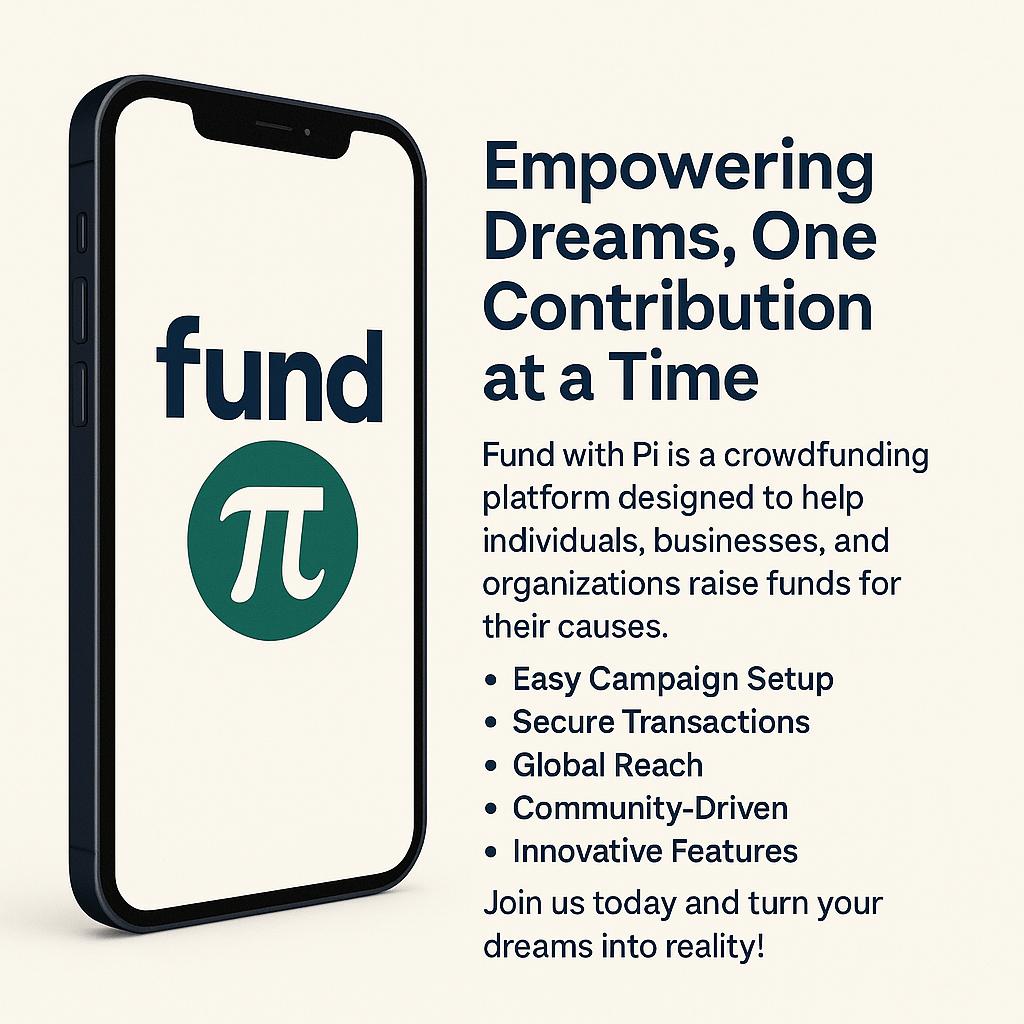 fund
π
Empowering
Dreams, One
Contribution
at a Time
Fund with Pi is a crowdfunding
platform designed to help
individuals, businesses, and
organizations raise funds for
their causes.
• Easy Campaign Setup
• Secure Transactions
• Global Reach
• Community-Driven
• Innovative Features
Join us today and turn your
dreams into reality!